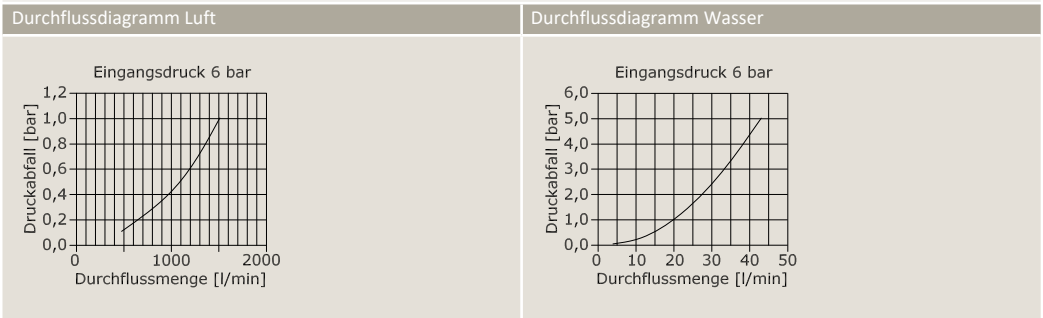 Durchflussdiagramm Luft
Eingangsdruck 6 bar
Druckabfall [bar]
1,2
1,0
0,8
0,6
0,4
0,2
0,0
0 1000 2000
Durchflussmenge [l/min]
Durchflussdiagramm Wasser
Eingangsdruck 6 bar
Druckabfall [bar]
6,0
5,0
4,0
3,0
2,0
1,0
0,0
0 10 20 30 40 50
Durchflussmenge [l/min]